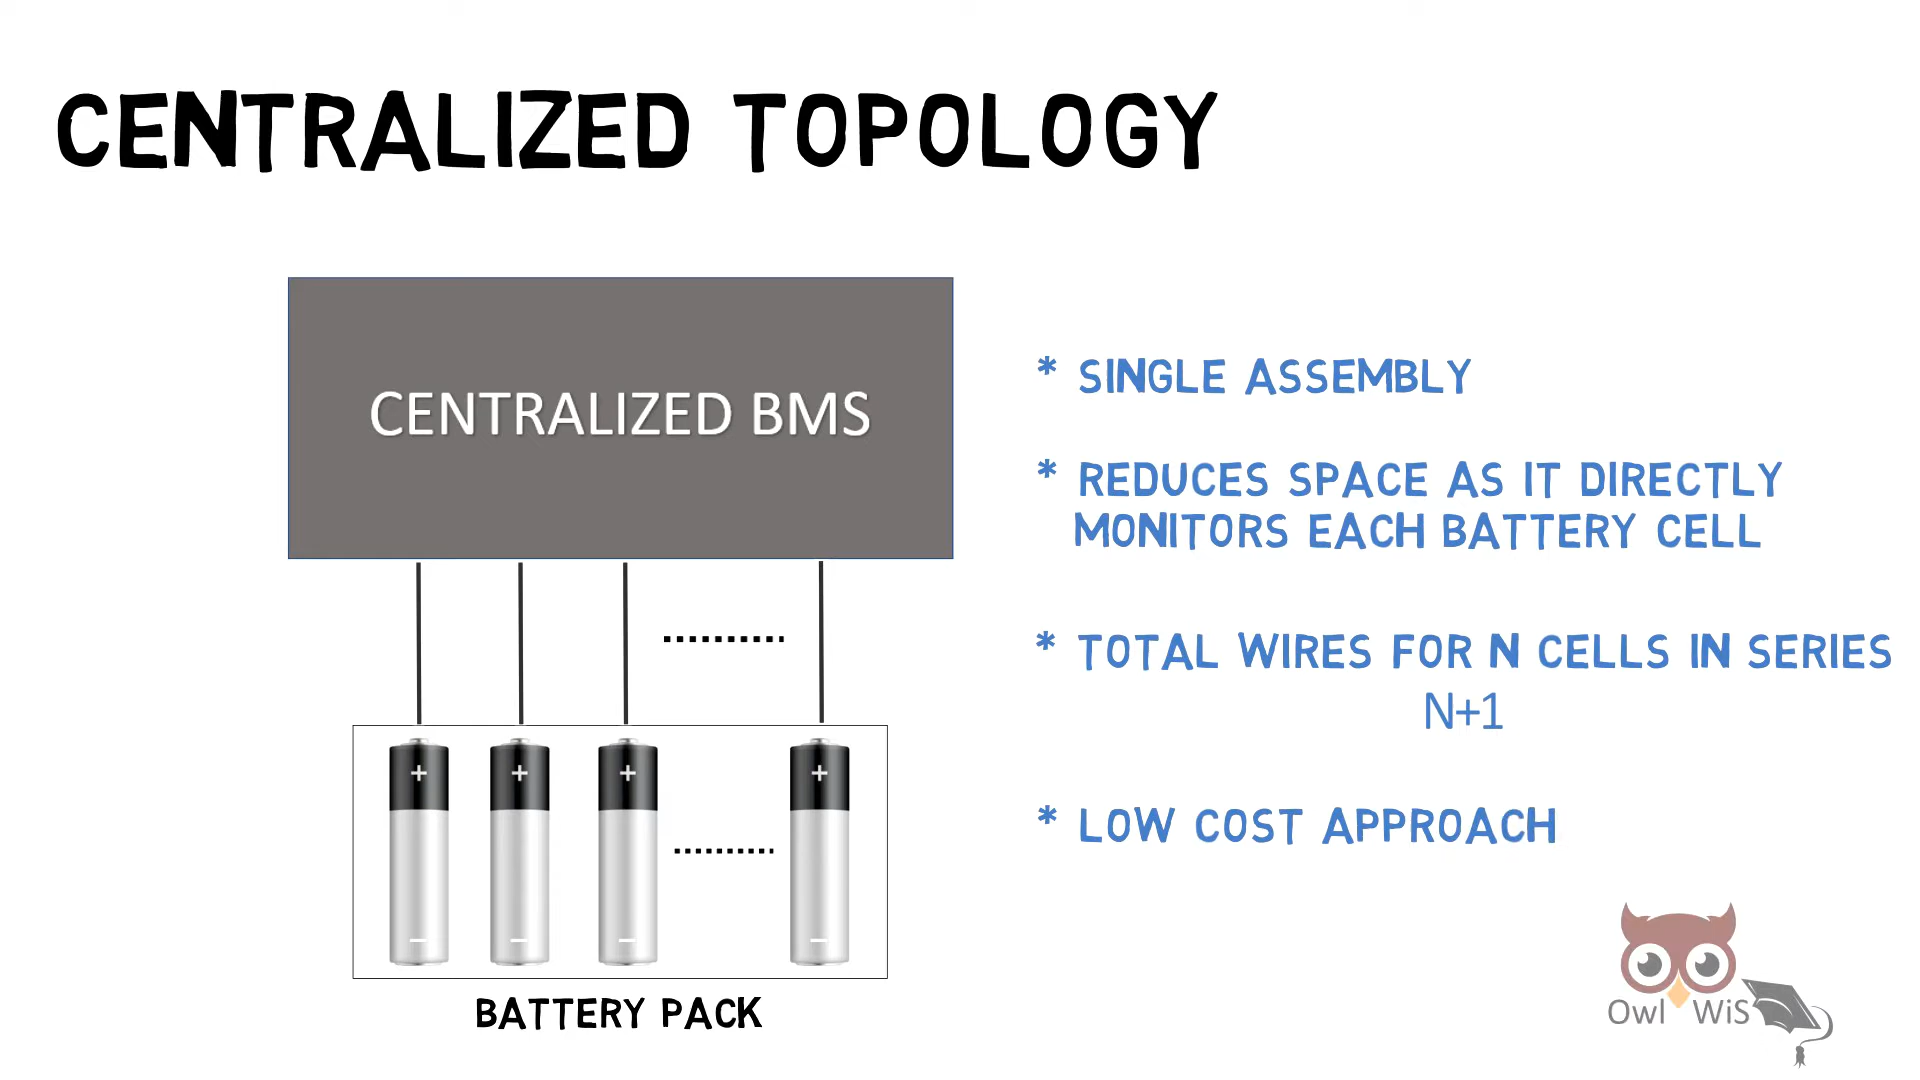 CENTRALIZED TOPOLOGY
CENTRALIZED BMS
* SINGLE ASSEMBLY
* REDUCES SPACE AS IT DIRECTLY
MONITORS EACH BATTERY CELL
* TOTAL WIRES FOR N CELLS IN SERIES
N+1
* LOW COST APPROACH
+ + + +
- - - -
BATTERY PACK
Owl WiS